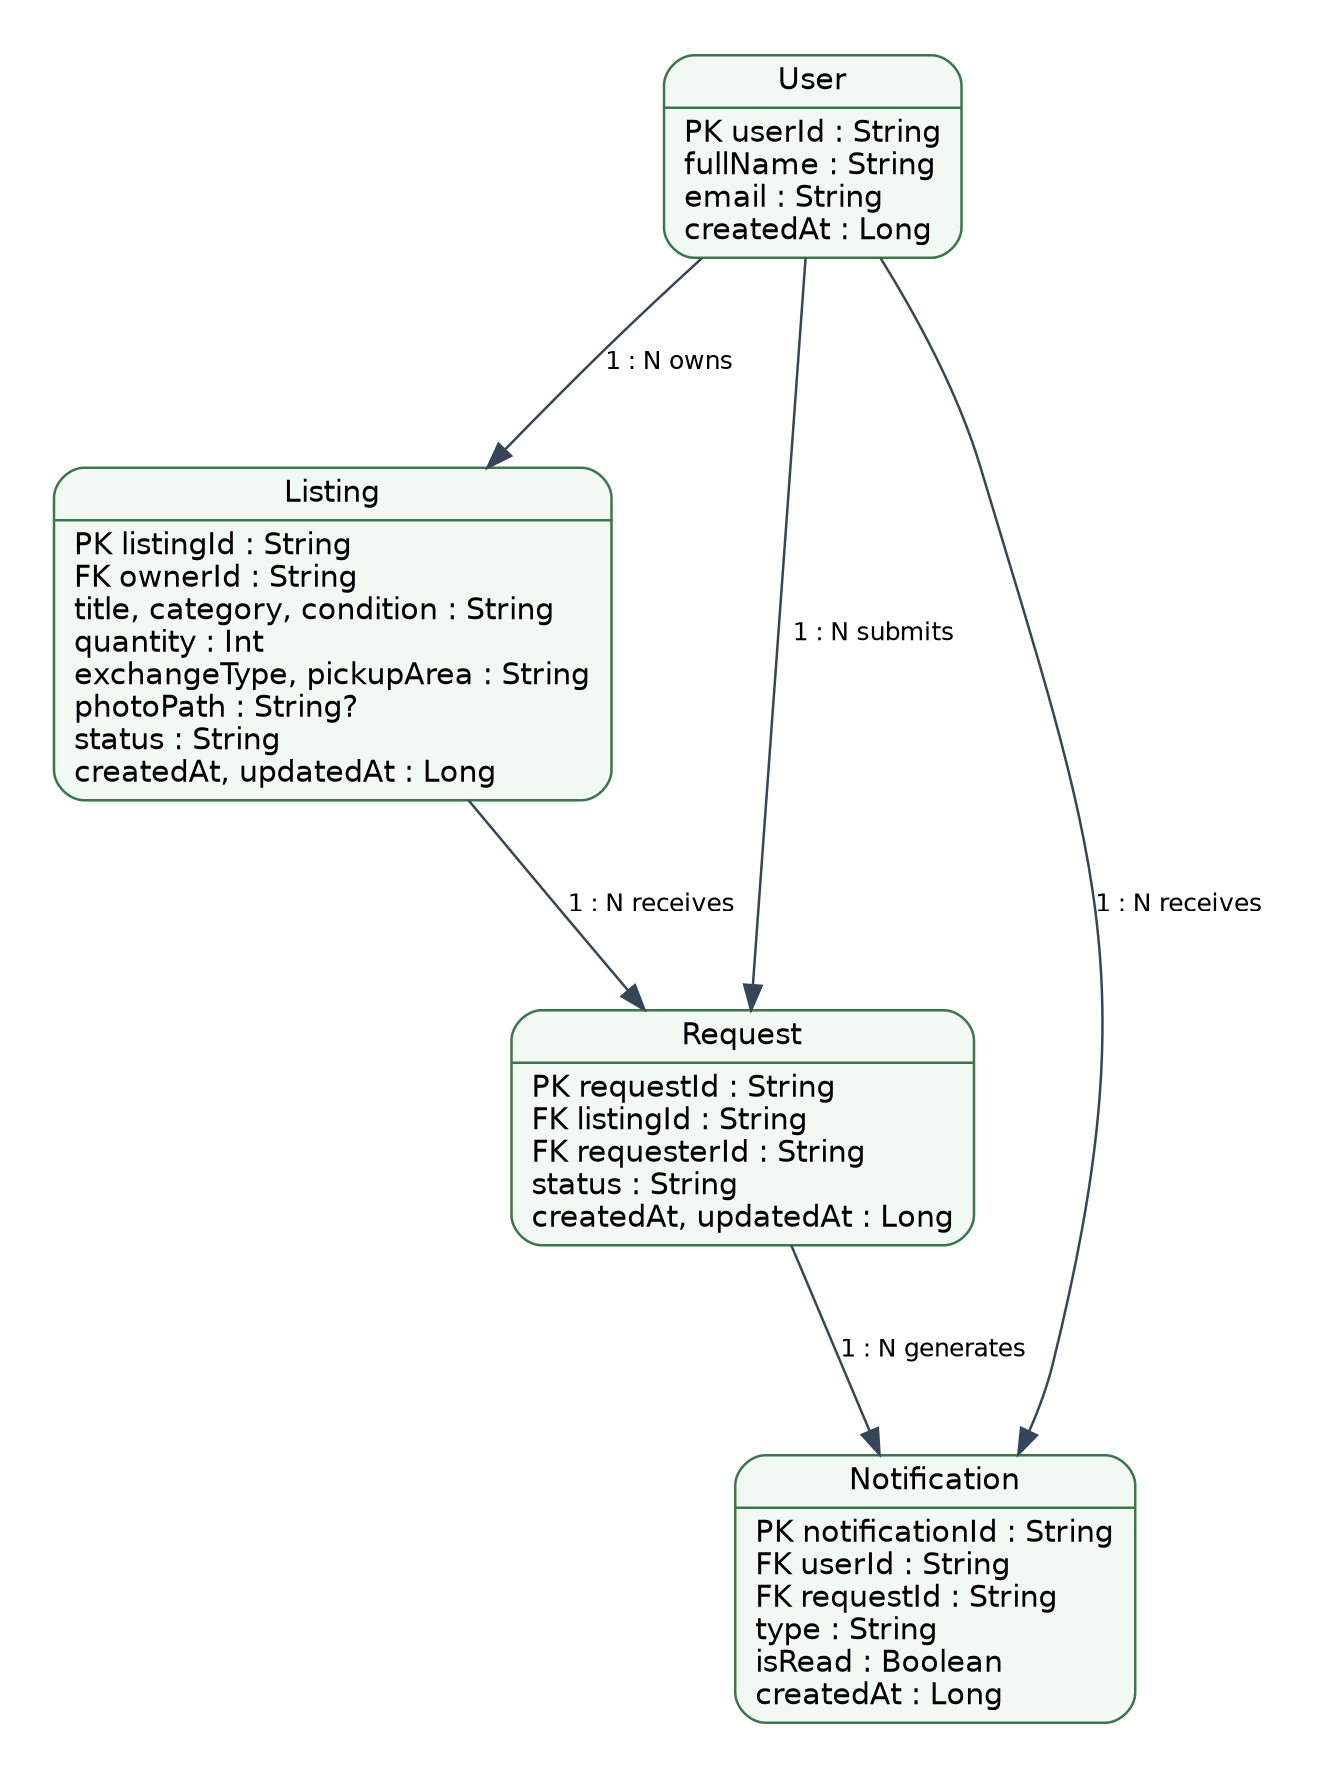 User
PK userId : String
fullName : String
email : String
createdAt : Long
1 : N owns
Listing
PK listingId : String
FK ownerId : String
title, category, condition : String
quantity : Int
exchangeType, pickupArea : String
photoPath : String?
status : String
createdAt, updatedAt : Long
1 : N submits
1 : N receives
1 : N receives
Request
PK requestId : String
FK listingId : String
FK requesterId : String
status : String
createdAt, updatedAt : Long
1 : N generates
Notification
PK notificationId : String
FK userId : String
FK requestId : String
type : String
isRead : Boolean
createdAt : Long